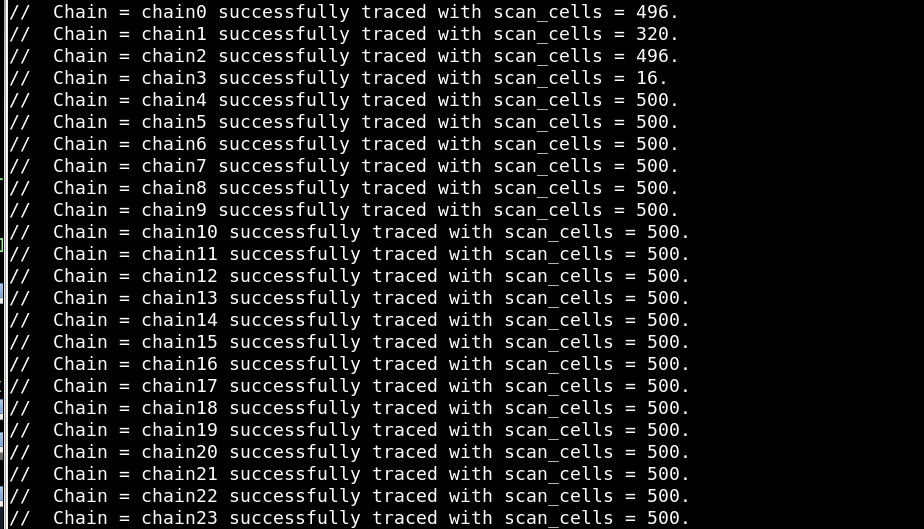 //  Chain = chain0 successfully traced with scan_cells = 496.
//  Chain = chain1 successfully traced with scan_cells = 320.
//  Chain = chain2 successfully traced with scan_cells = 496.
//  Chain = chain3 successfully traced with scan_cells = 16.
//  Chain = chain4 successfully traced with scan_cells = 500.
//  Chain = chain5 successfully traced with scan_cells = 500.
//  Chain = chain6 successfully traced with scan_cells = 500.
//  Chain = chain7 successfully traced with scan_cells = 500.
//  Chain = chain8 successfully traced with scan_cells = 500.
//  Chain = chain9 successfully traced with scan_cells = 500.
//  Chain = chain10 successfully traced with scan_cells = 500.
//  Chain = chain11 successfully traced with scan_cells = 500.
//  Chain = chain12 successfully traced with scan_cells = 500.
//  Chain = chain13 successfully traced with scan_cells = 500.
//  Chain = chain14 successfully traced with scan_cells = 500.
//  Chain = chain15 successfully traced with scan_cells = 500.
//  Chain = chain16 successfully traced with scan_cells = 500.
//  Chain = chain17 successfully traced with scan_cells = 500.
//  Chain = chain18 successfully traced with scan_cells = 500.
//  Chain = chain19 successfully traced with scan_cells = 500.
//  Chain = chain20 successfully traced with scan_cells = 500.
//  Chain = chain21 successfully traced with scan_cells = 500.
//  Chain = chain22 successfully traced with scan_cells = 500.
//  Chain = chain23 successfully traced with scan_cells = 500.